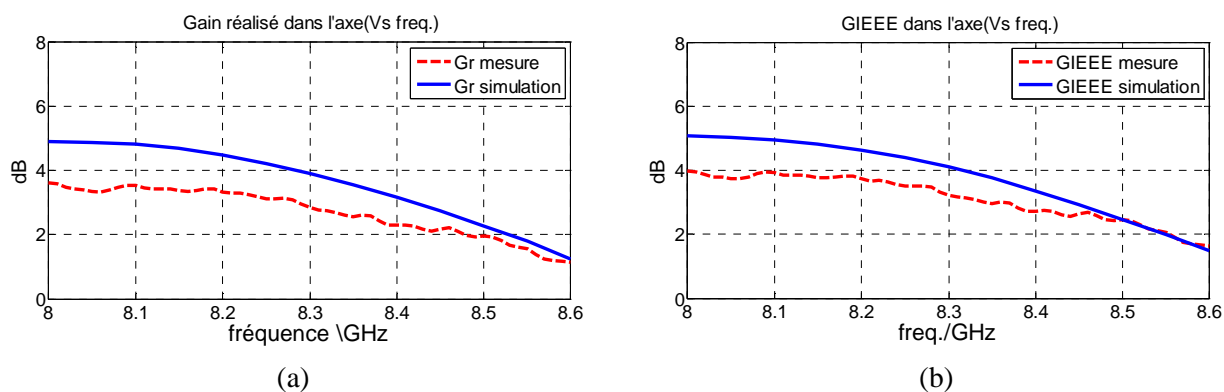 Gain réalisé dans l'axe(Vs freq.)
8
6
4
2
0
dB
Gr mesure
Gr simulation
8
8.1
8.2
8.3
8.4
8.5
8.6
fréquence \GHz
(a)
GIEEE dans l'axe(Vs freq.)
8
6
4
2
0
dB
GIEEE mesure
GIEEE simulation
8
8.1
8.2
8.3
8.4
8.5
8.6
freq./GHz
(b)